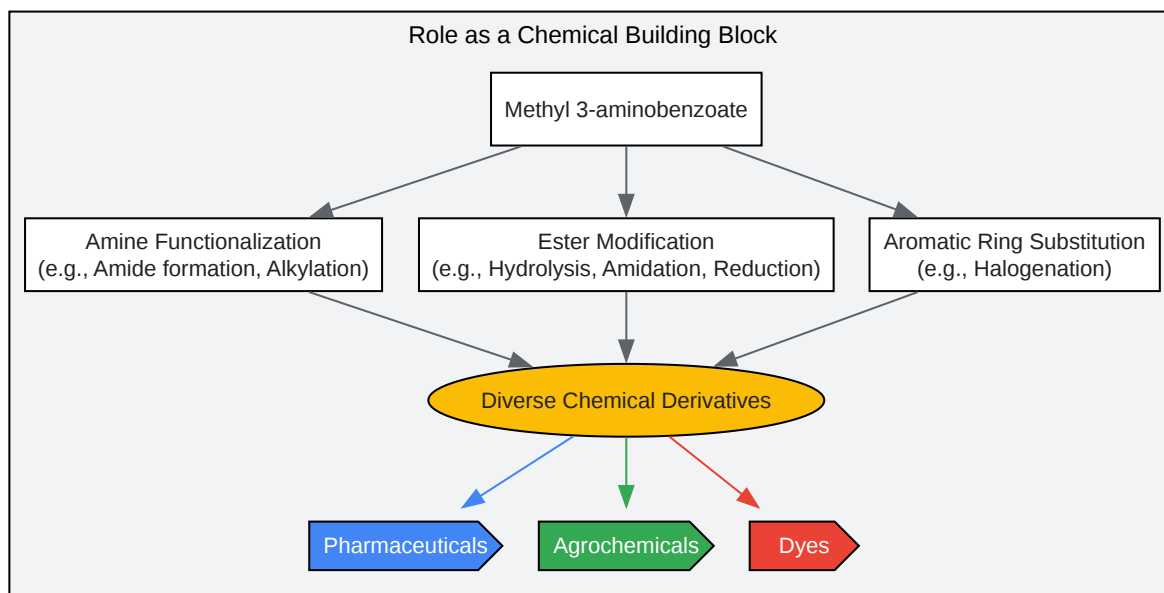 Role as a Chemical Building Block
Methyl 3-aminobenzoate
Amine Functionalization
(e.g., Amide formation, Alkylation)
Ester Modification
(e.g., Hydrolysis, Amidation, Reduction)
Aromatic Ring Substitution
(e.g., Halogenation)
Diverse Chemical Derivatives
Pharmaceuticals
Agrochemicals
Dyes